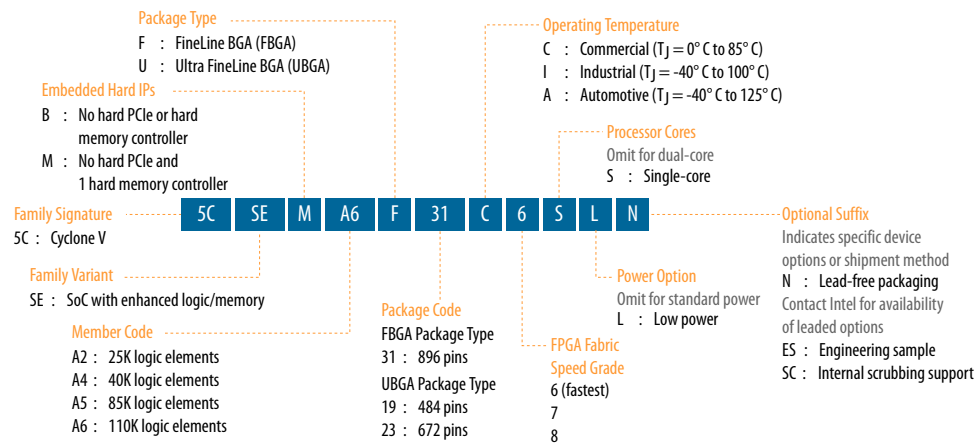 Package Type
F : FineLine BGA (FBGA)
U : Ultra FineLine BGA (UBGA)
Embedded Hard IPs
B : No hard PCIe or hard
memory controller
M : No hard PCIe and
1 hard memory controller
Operating Temperature
C : Commercial (TJ = 0° C to 85° C)
I : Industrial (TJ = -40° C to 100° C)
A : Automotive (TJ = -40° C to 125° C)
Processor Cores
Omit for dual-core
S : Single-core
5C SE M A6 F 31 C 6 S L N
Family Signature
5C : Cyclone V
Family Variant
SE : SoC with enhanced logic/memory
Member Code
A2 : 25K logic elements
A4 : 40K logic elements
A5 : 85K logic elements
A6 : 110K logic elements
Package Code
FBGA Package Type
31 : 896 pins
UBGA Package Type
19 : 484 pins
23 : 672 pins
FPGA Fabric
Speed Grade
6 (fastest)
7
8
Power Option
Omit for standard power
L : Low power
Optional Suffix
Indicates specific device
options or shipment method
N : Lead-free packaging
Contact Intel for availability
of leaded options
ES : Engineering sample
SC : Internal scrubbing support